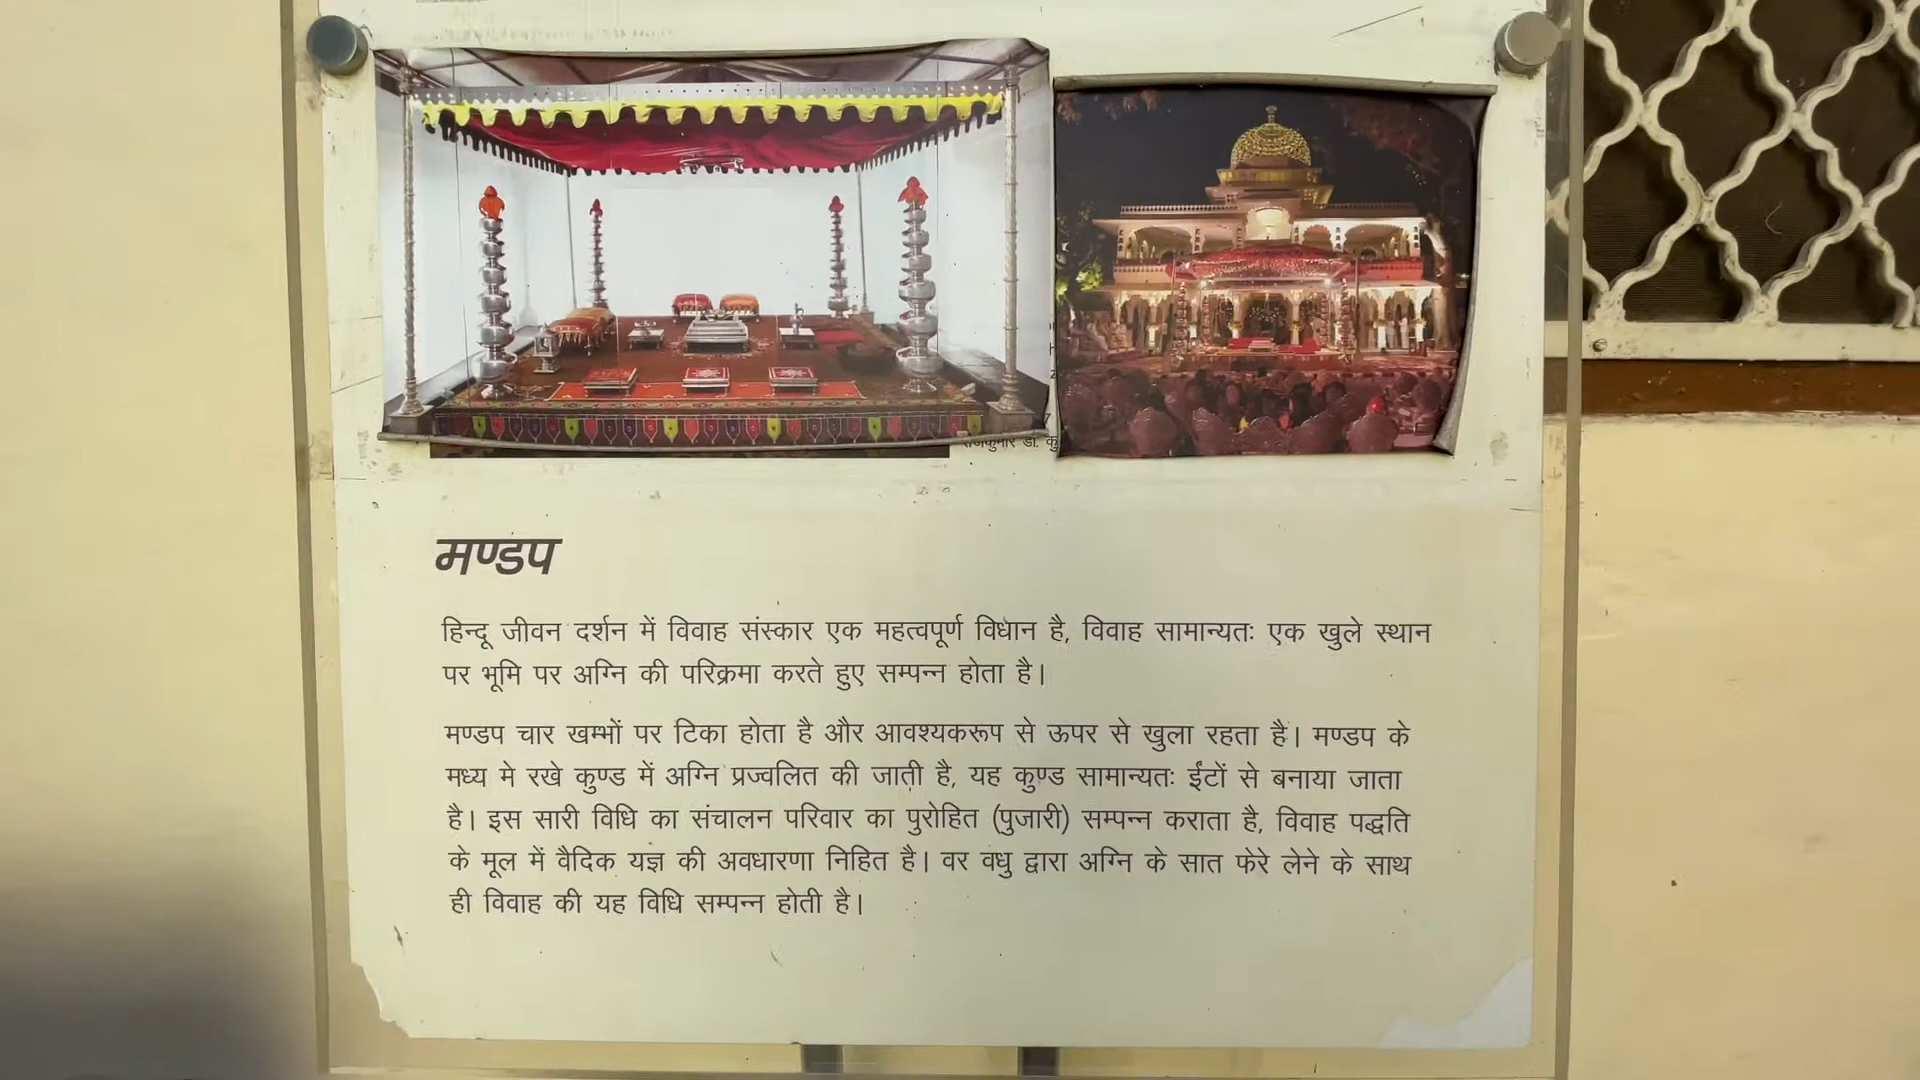 राजकुमार डॉ. कु
मण्डप
हिन्दू जीवन दर्शन में विवाह संस्कार एक महत्वपूर्ण विधान है, विवाह सामान्यतः एक खुले स्थान
पर भूमि पर अग्नि की परिक्रमा करते हुए सम्पन्न होता है।
मण्डप चार खम्भों पर टिका होता है और आवश्यकरूप से ऊपर से खुला रहता है। मण्डप के
मध्य मे रखे कुण्ड में अग्नि प्रज्वलित की जाती है, यह कुण्ड सामान्यतः ईंटों से बनाया जाता
है। इस सारी विधि का संचालन परिवार का पुरोहित (पुजारी) सम्पन्न कराता है, विवाह पद्धति
के मूल में वैदिक यज्ञ की अवधारणा निहित है। वर वधु द्वारा अग्नि के सात फेरे लेने के साथ
ही विवाह की यह विधि सम्पन्न होती है।